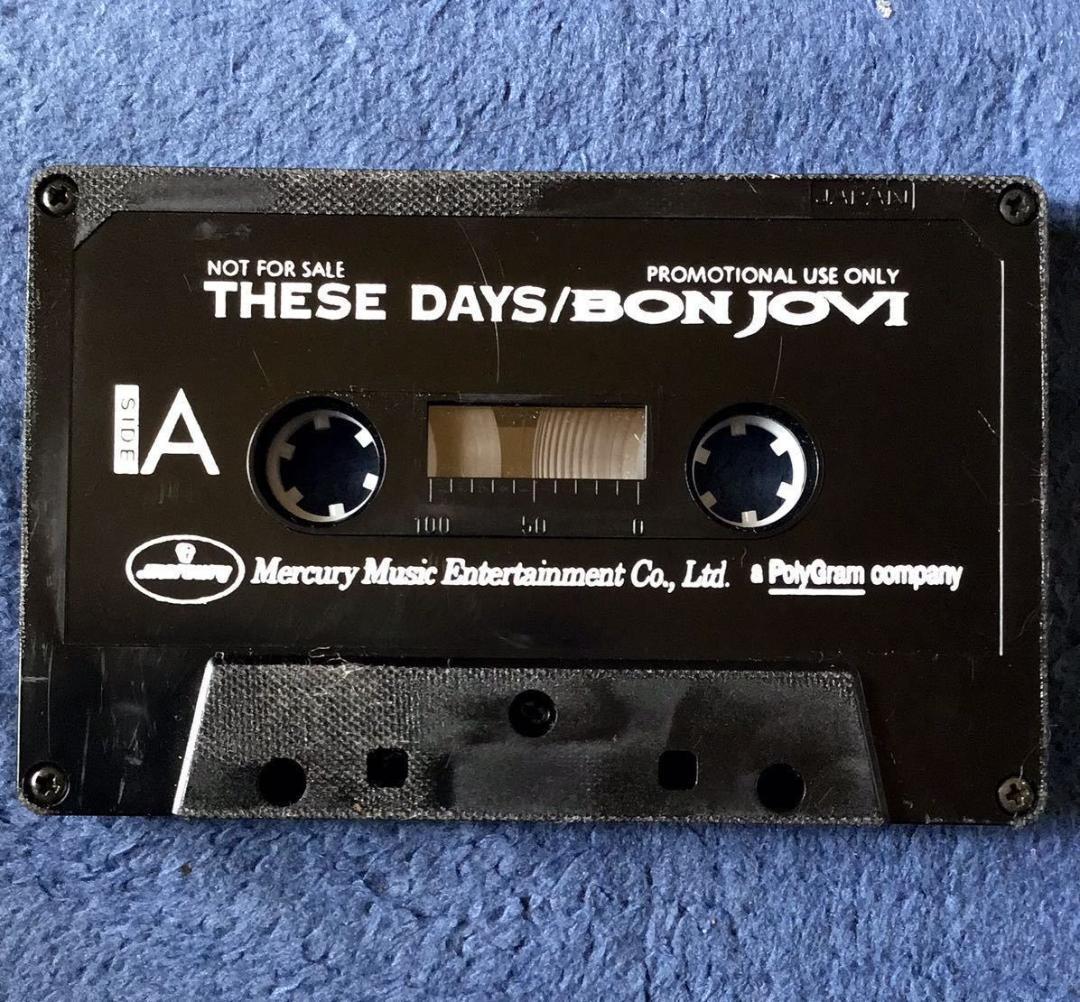 JAPAN
NOT FOR SALE PROMOTIONAL USE ONLY
THESE DAYS/BON JOVI
SIDE A
100 50 0
mercury Mercury Music Entertainment Co., Ltd. a PolyGram company